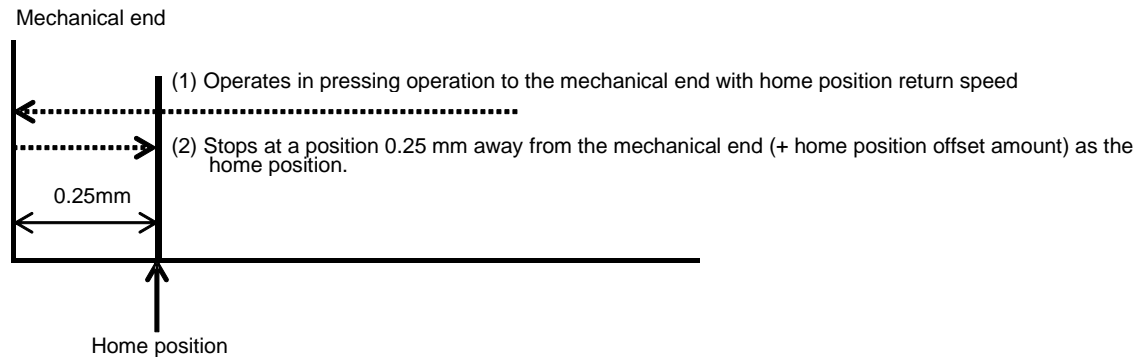 Mechanical end
(1) Operates in pressing operation to the mechanical end with home position return speed
(2) Stops at a position 0.25 mm away from the mechanical end (+ home position offset amount) as the
home position.
0.25mm
Home position